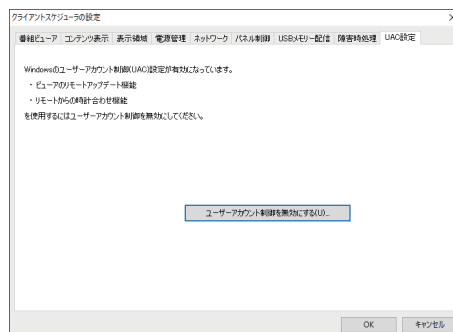 クライアントスケジューラの設定
番組ビューア コンテンツ表示 表示領域 電源管理 ネットワーク パネル制御 USBメモリー配信 障害時処理 UAC設定
Windowsのユーザーアカウント制御(UAC)設定が有効になっています。
・ビューアのリモートアップデート機能
・リモートからの時計合わせ機能
を使用するにはユーザーアカウント制御を無効にしてください。
ユーザーアカウント制御を無効にする(U)...
OK キャンセル